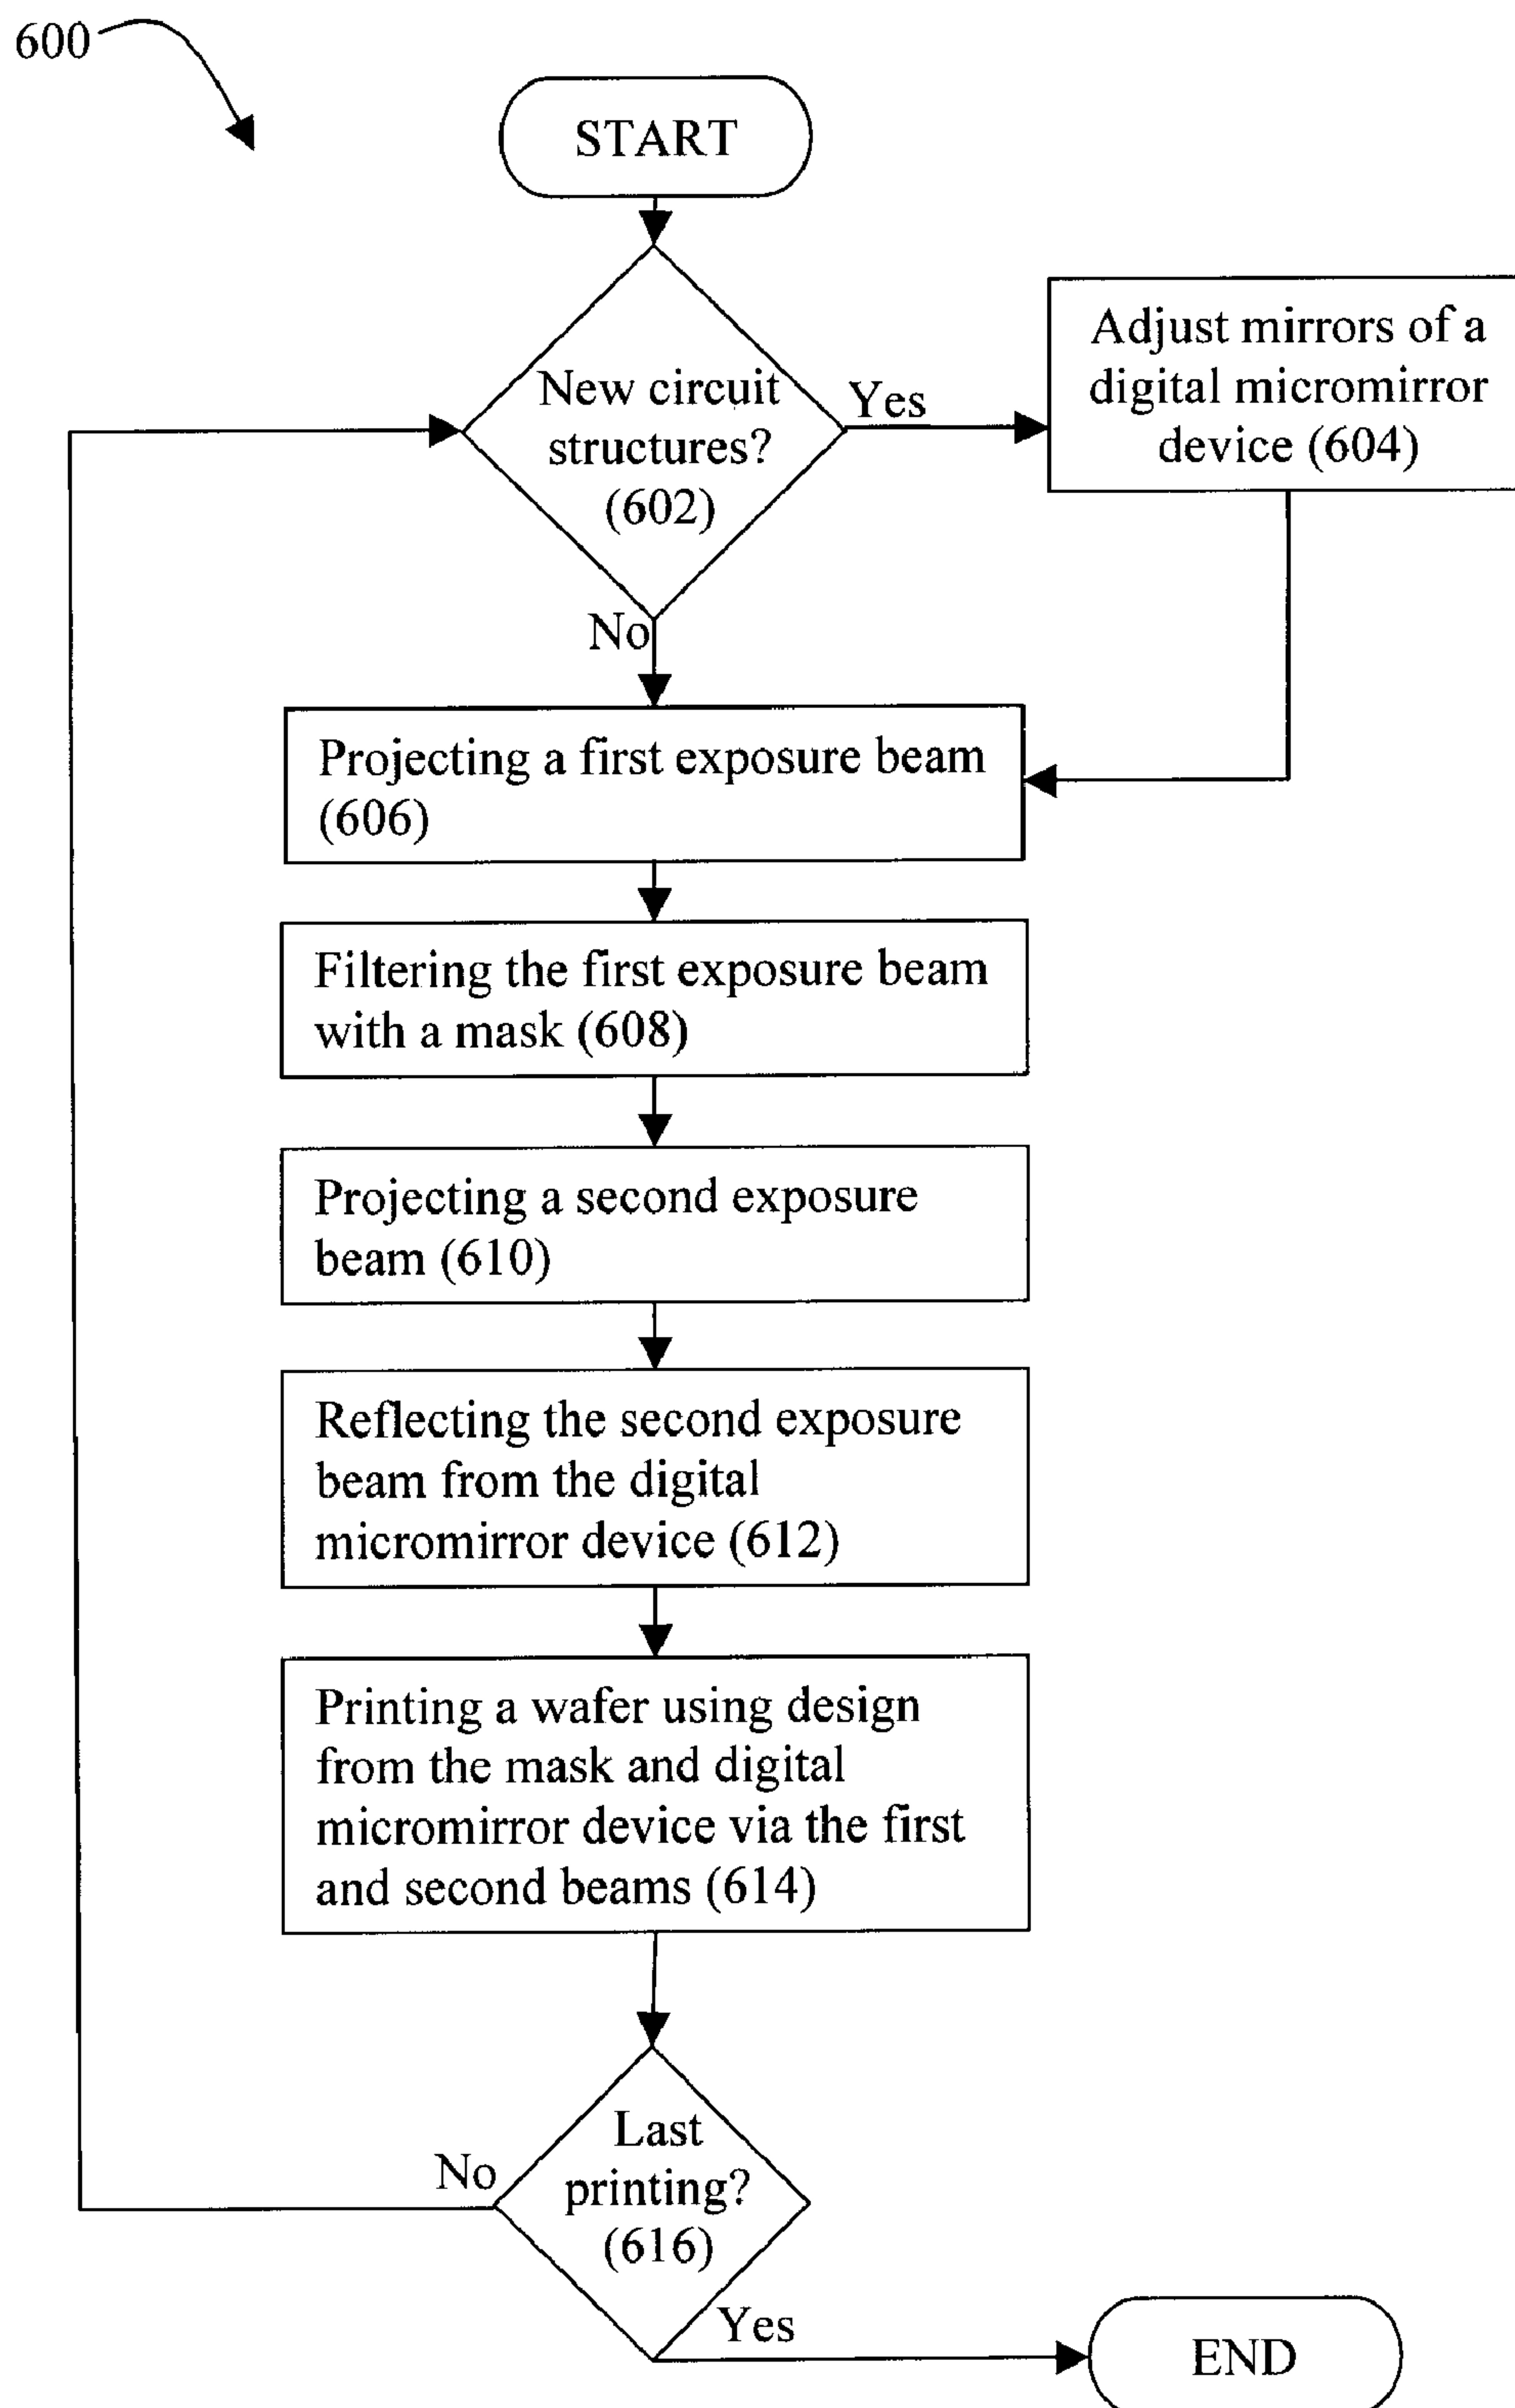 600
START
New circuit
structures?
(602)
Yes
Adjust mirrors of a
digital micromirror
device (604)
No
Projecting a first exposure beam
(606)
Filtering the first exposure beam
with a mask (608)
Projecting a second exposure
beam (610)
Reflecting the second exposure
beam from the digital
micromirror device (612)
Printing a wafer using design
from the mask and digital
micromirror device via the first
and second beams (614)
Last
printing?
(616)
No
Yes
END